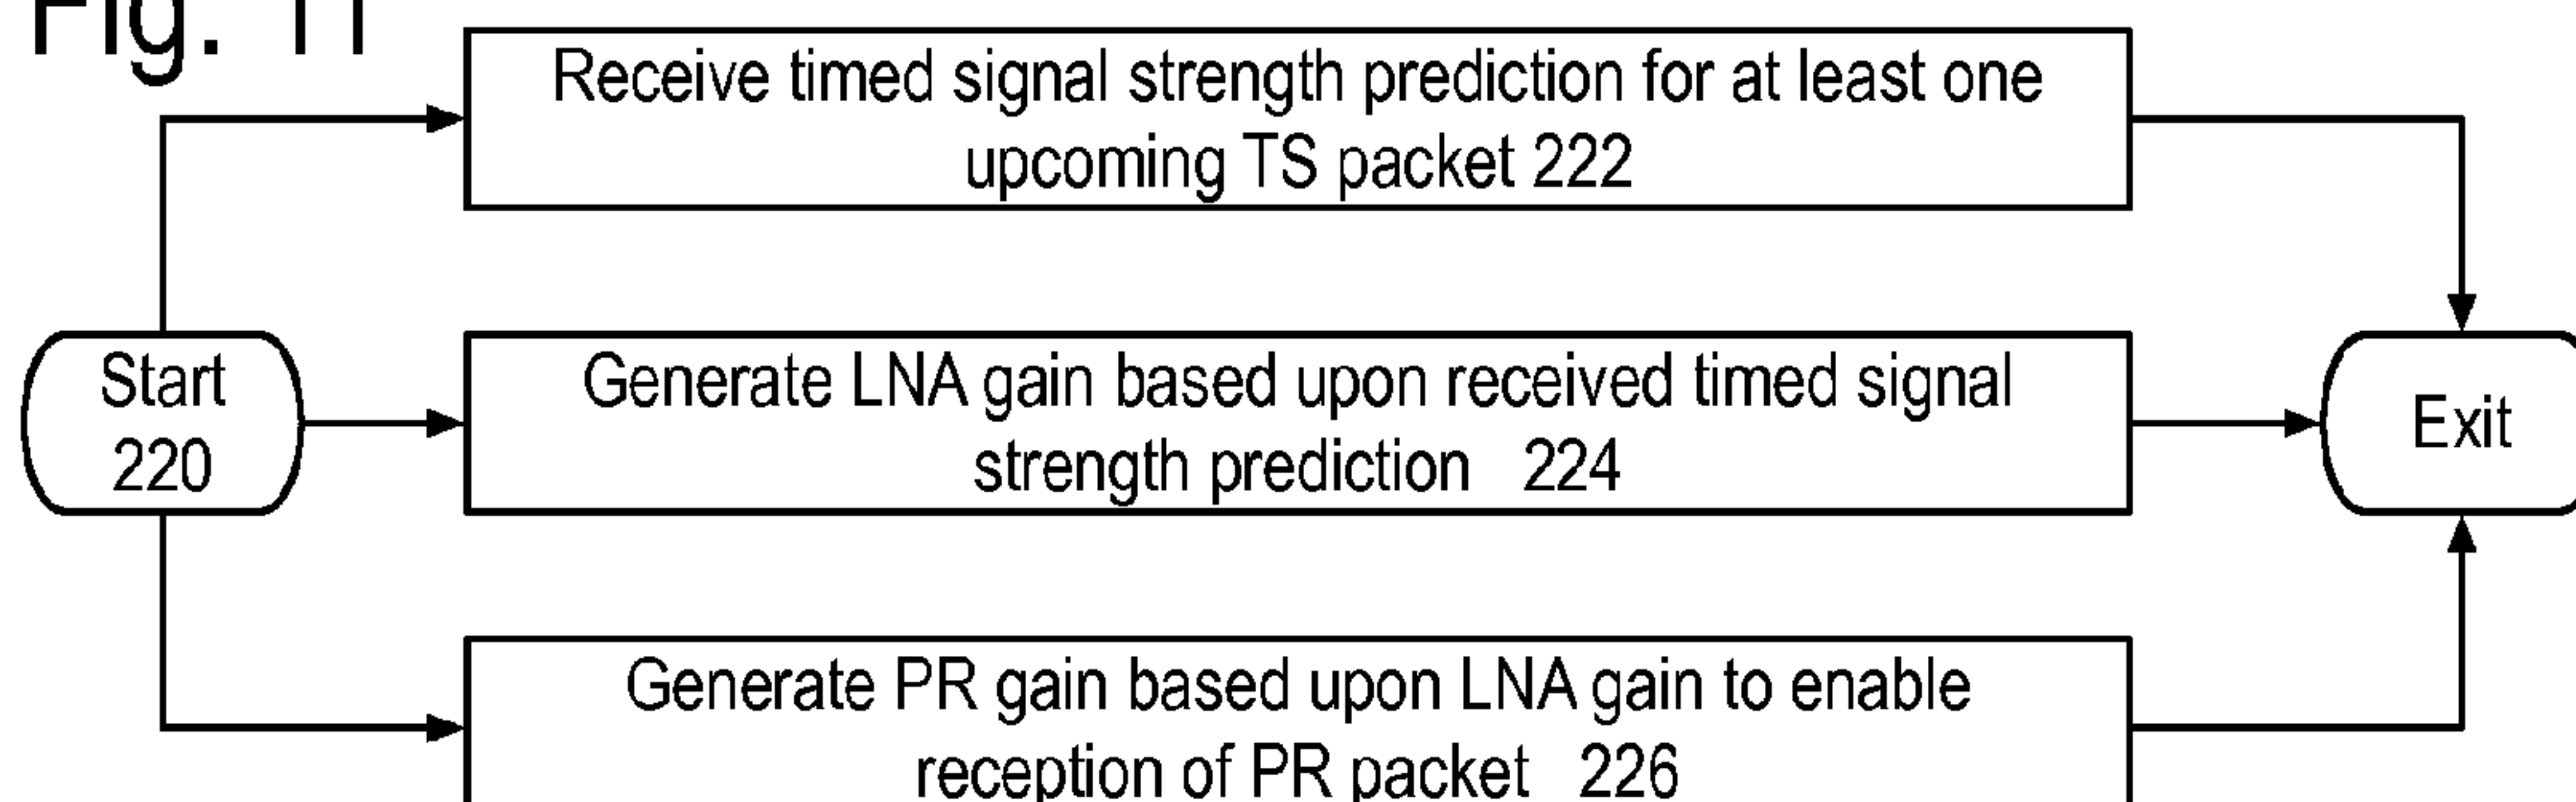 Fig. 11
Receive timed signal strength prediction for at least one
upcoming TS packet 222
Start
220
Generate LNA gain based upon received timed signal
strength prediction 224
Exit
Generate PR gain based upon LNA gain to enable
reception of PR packet 226